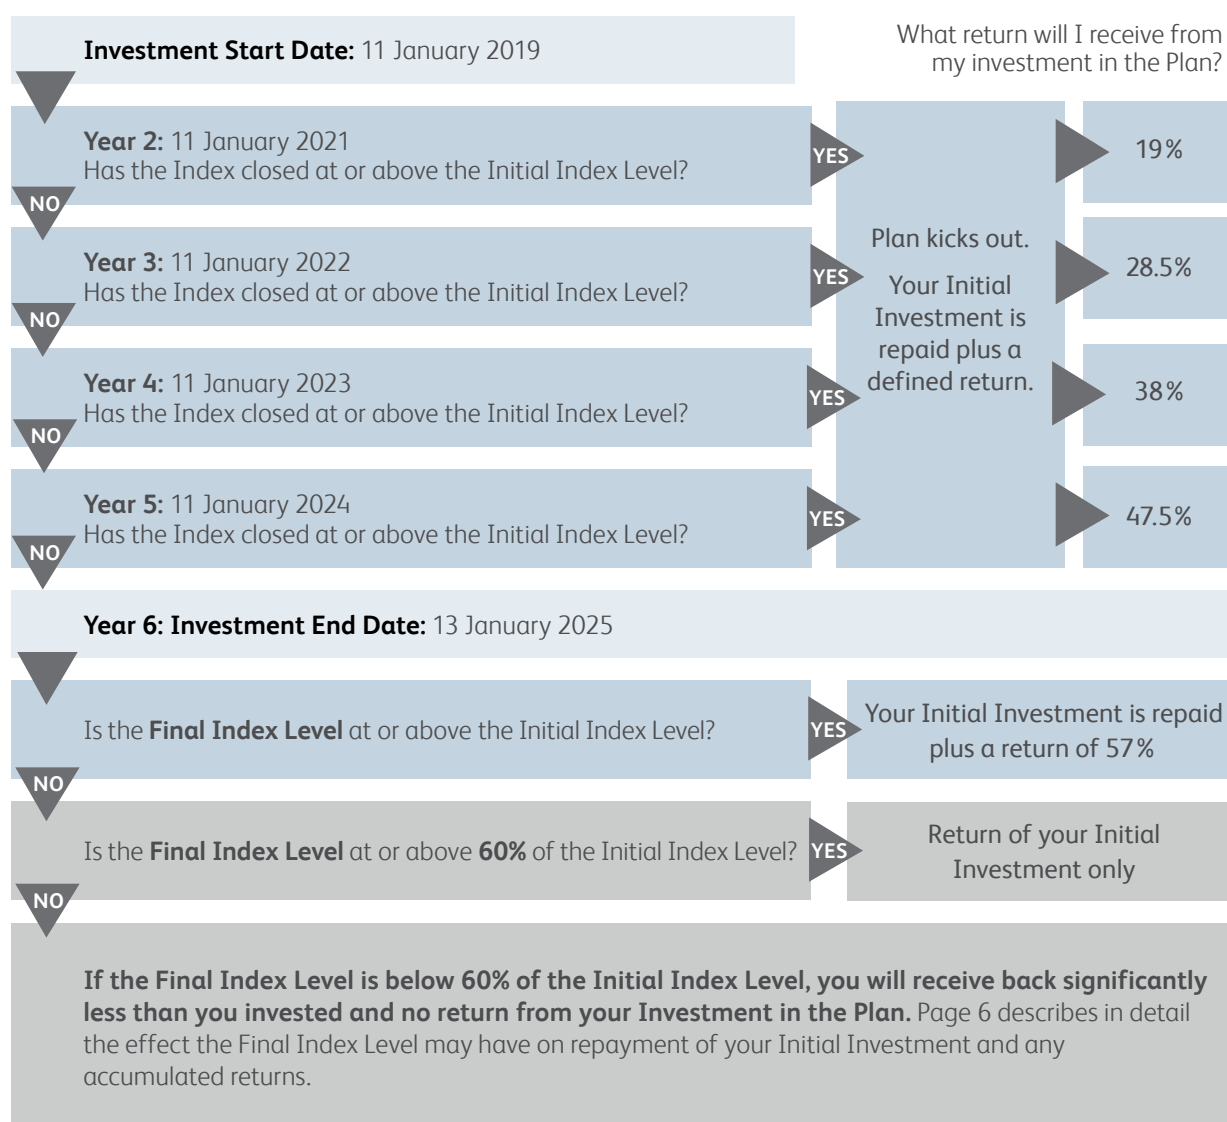 Investment Start Date: 11 January 2019
What return will I receive from
my investment in the Plan?
Year 2: 11 January 2021
Has the Index closed at or above the Initial Index Level?
YES
19%
NO
Year 3: 11 January 2022
Has the Index closed at or above the Initial Index Level?
YES
Plan kicks out.
Your Initial
Investment is
repaid plus a
defined return.
28.5%
NO
Year 4: 11 January 2023
Has the Index closed at or above the Initial Index Level?
YES
38%
NO
Year 5: 11 January 2024
Has the Index closed at or above the Initial Index Level?
YES
47.5%
NO
Year 6: Investment End Date: 13 January 2025
Is the Final Index Level at or above the Initial Index Level?
YES
Your Initial Investment is repaid
plus a return of 57%
NO
Is the Final Index Level at or above 60% of the Initial Index Level?
YES
Return of your Initial
Investment only
NO
If the Final Index Level is below 60% of the Initial Index Level, you will receive back significantly
less than you invested and no return from your Investment in the Plan. Page 6 describes in detail
the effect the Final Index Level may have on repayment of your Initial Investment and any
accumulated returns.